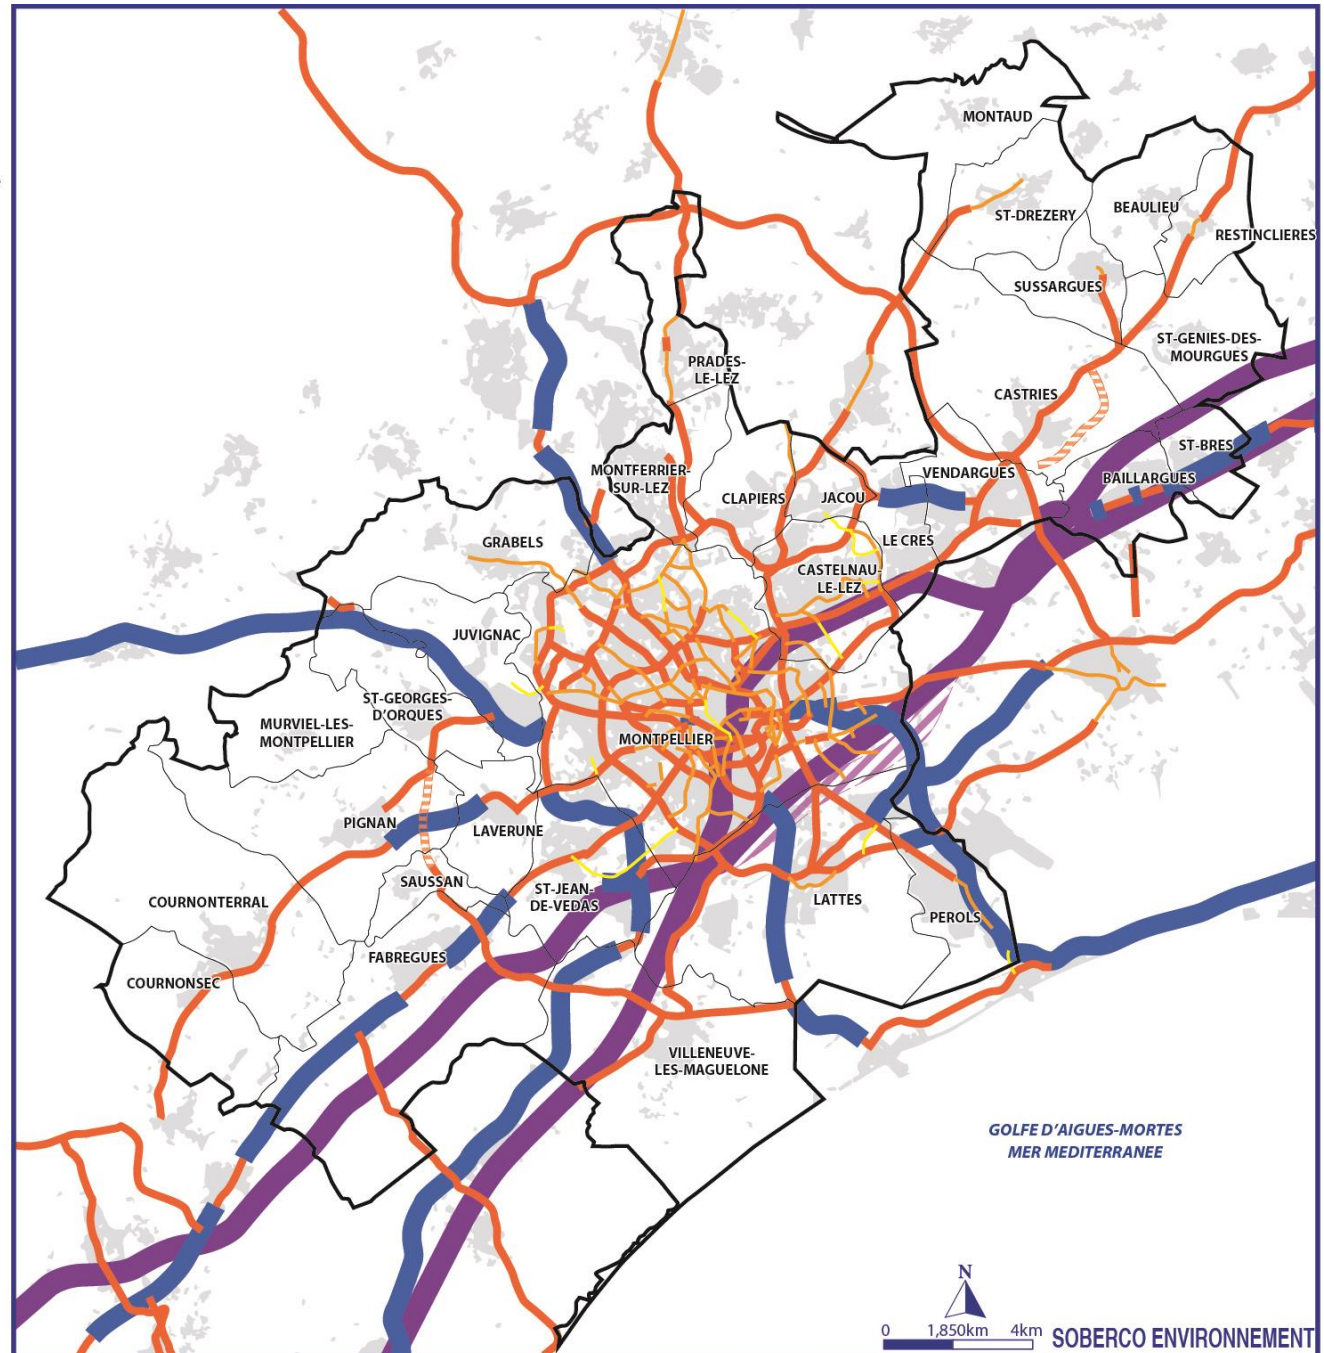 MONTAUD
ST-DREZERY
BEAULIEU
RESTINCLIERES
SUSSARGUES
ST-GENIES-DES-
MOURGUES
PRADES-
LE-LEZ
CASTRIES
ST-BRES
MONTFERRIER-
SUR-LEZ
VENDARGUES
BAILLARGUES
CLAPIERS
JACOU
GRABELS
LE CRES
CASTELNAU-
LE-LEZ
JUVIGNAC
ST-GEORGES-
D'ORQUES
MURVIEL-LES-
MONTPELLIER
MONTPELLIER
PIGNAN
LAVERUNE
SAUSSAN
ST-JEAN-
DE-VEDAS
COURNONTERRAL
LATTES
PEROLS
FABREGUES
COURNONSEC
VILLENEUVE-
LES-MAGUELONE
GOLFE D'AIGUES-MORTES
MER MEDITERRANEE
N
0 1,850km 4km
SOBERCO ENVIRONNEMENT